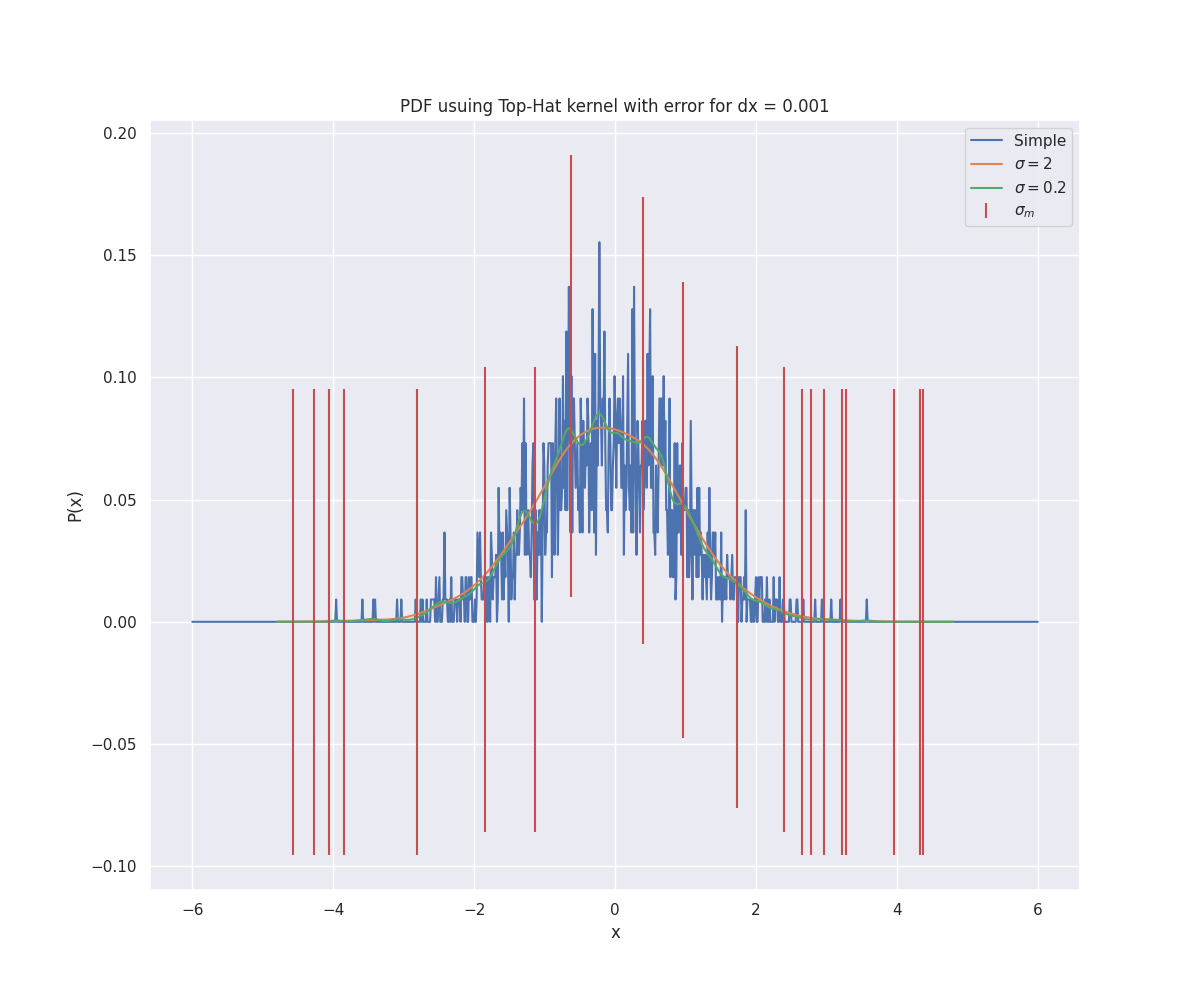 PDF usuing Top-Hat kernel with error for dx = 0.001
Simple
σ = 2
σ = 0.2
σₘ
P(x)
0.20
0.15
0.10
0.05
0.00
−0.05
−0.10
−6
−4
−2
0
2
4
6
x